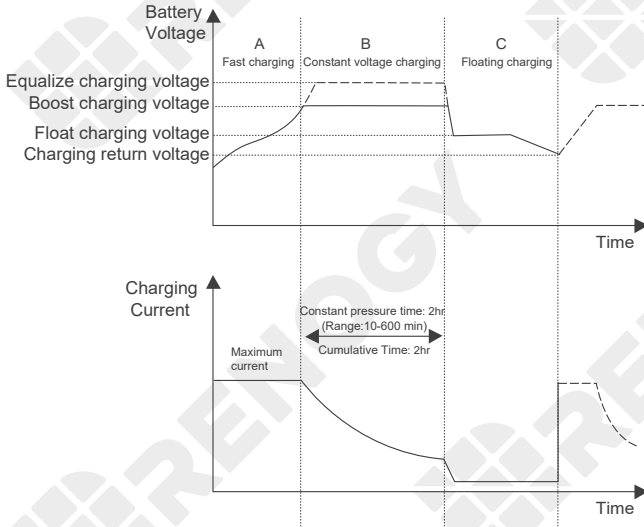 Battery
Voltage
A
B
C
Fast charging
Constant voltage charging
Floating charging
Equalize charging voltage
Boost charging voltage
Float charging voltage
Charging return voltage
Time
Charging
Current
Constant pressure time: 2hr
(Range:10-600 min)
Cumulative Time: 2hr
Maximum
current
Time
RENOGY